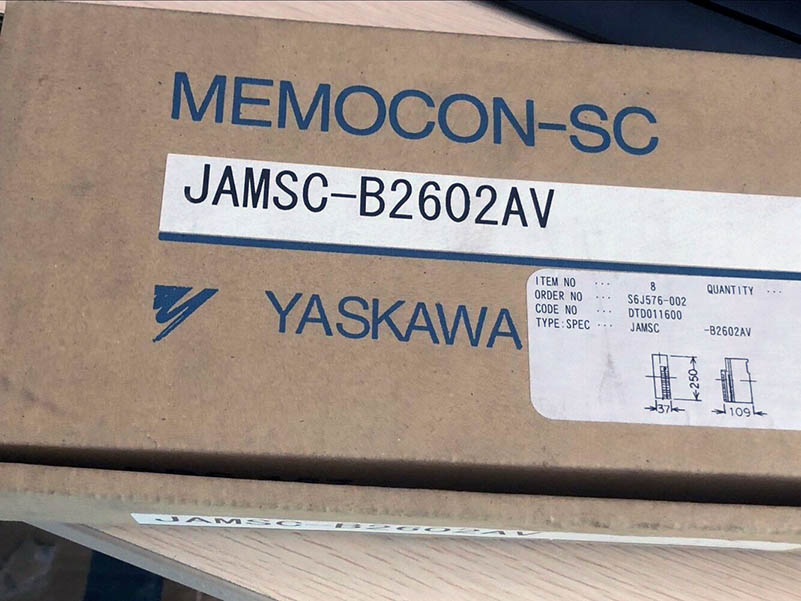 MEMOCON-SC
JAMSC-B2602AV
YASKAWA
ITEM NO ··· 8 QUANTITY ···
ORDER NO ··· S6J576-002
CODE NO ··· DTD011600
TYPE:SPEC ··· JAMSC -B2602AV
250
37
109
JAMSC-B2602AV